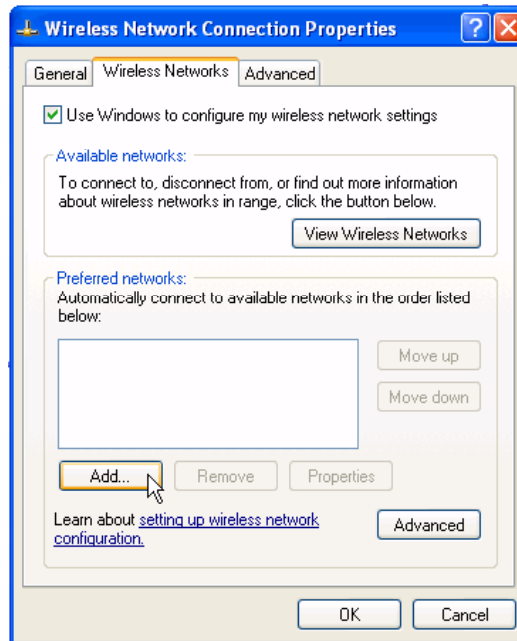 Wireless Network Connection Properties
General Wireless Networks Advanced
Use Windows to configure my wireless network settings
Available networks:
To connect to, disconnect from, or find out more information
about wireless networks in range, click the button below.
View Wireless Networks
Preferred networks:
Automatically connect to available networks in the order listed
below:
Move up
Move down
Add... Remove Properties
Learn about setting up wireless network
configuration.
Advanced
OK Cancel